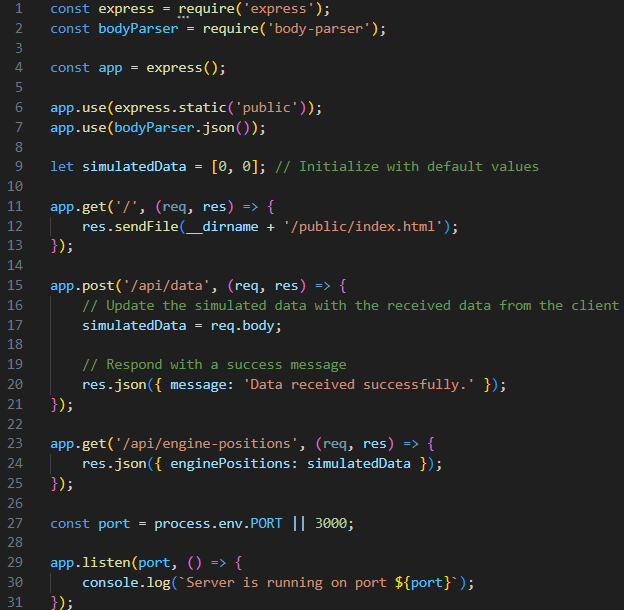 1 const express = require('express');
2 const bodyParser = require('body-parser');
3
4 const app = express();
5
6 app.use(express.static('public'));
7 app.use(bodyParser.json());
8
9 let simulatedData = [0, 0]; // Initialize with default values
10
11 app.get('/', (req, res) => {
12     res.sendFile(__dirname + '/public/index.html');
13 });
14
15 app.post('/api/data', (req, res) => {
16     // Update the simulated data with the received data from the client
17     simulatedData = req.body;
18
19     // Respond with a success message
20     res.json({ message: 'Data received successfully.' });
21 });
22
23 app.get('/api/engine-positions', (req, res) => {
24     res.json({ enginePositions: simulatedData });
25 });
26
27 const port = process.env.PORT || 3000;
28
29 app.listen(port, () => {
30     console.log(`Server is running on port ${port}`);
31 });